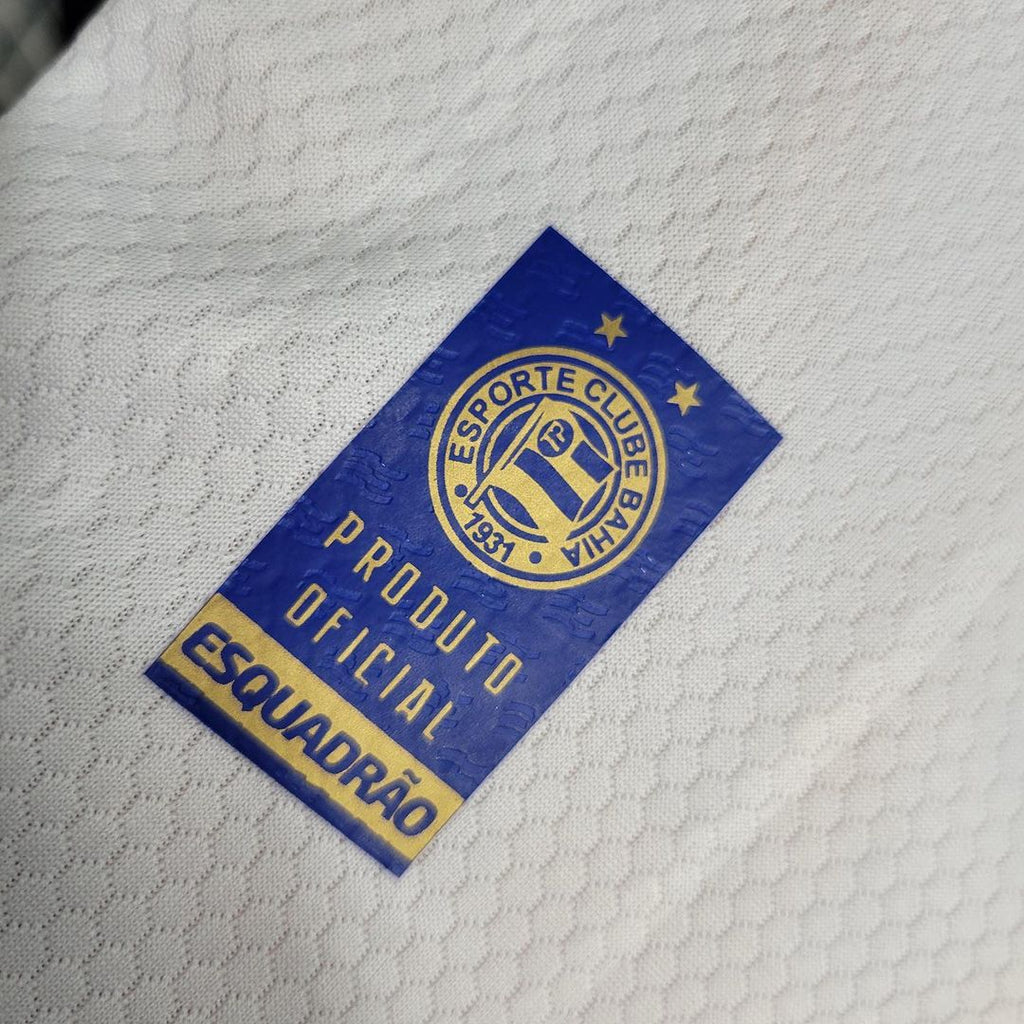 ESPORTE CLUBE BAHIA
1931
PRODUTO
OFICIAL
ESQUADRÃO